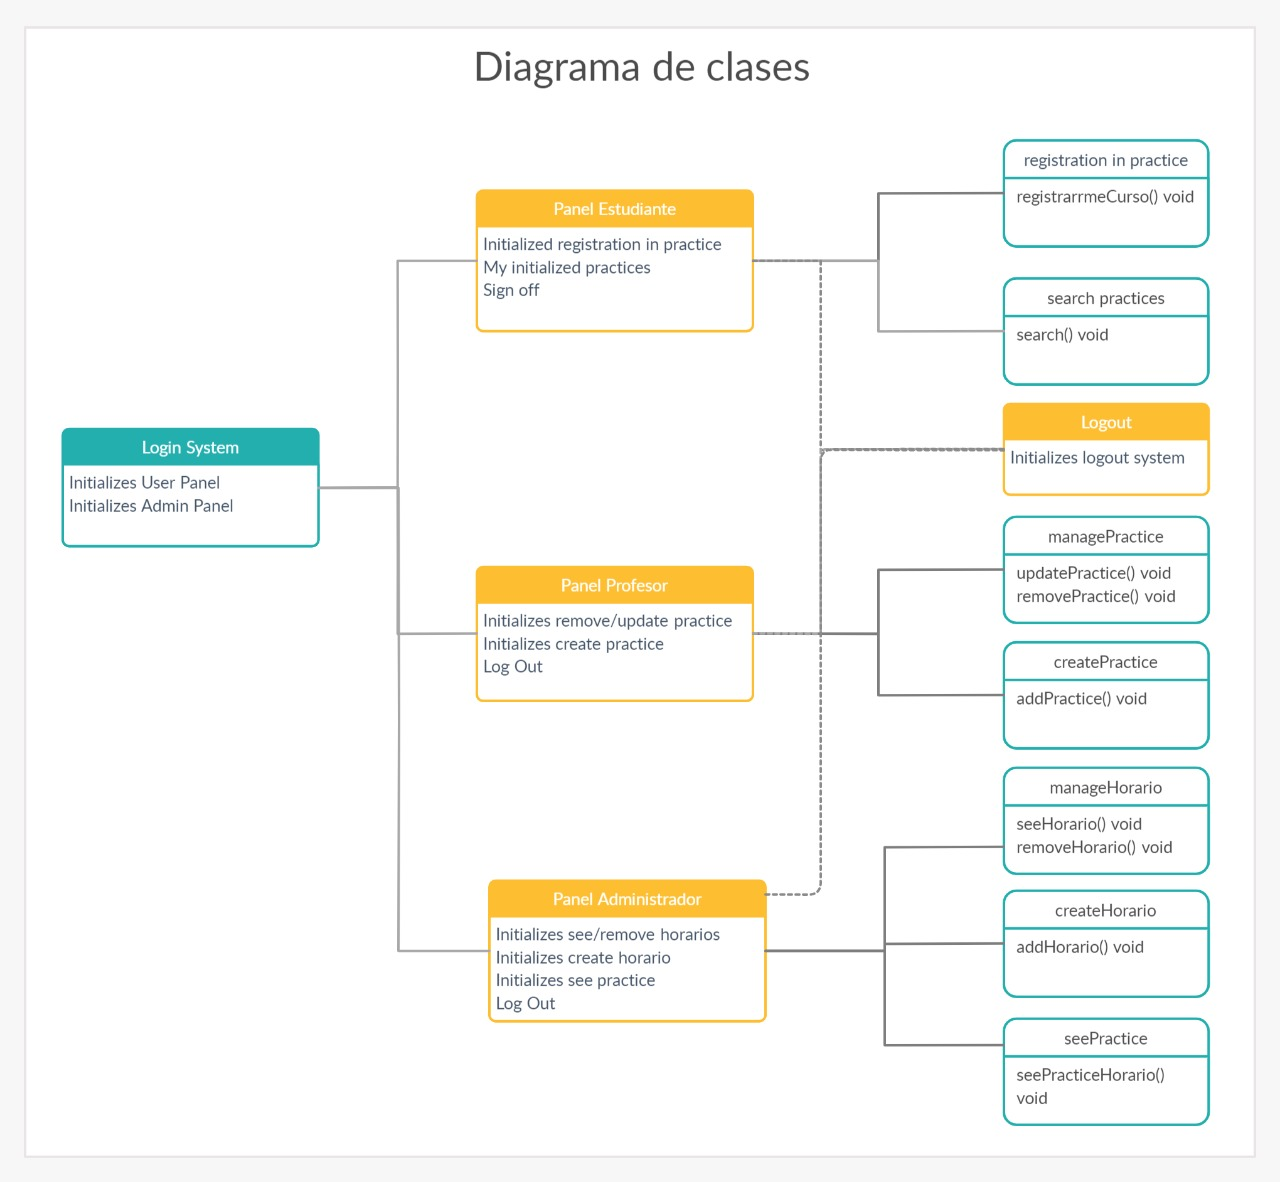 Diagrama de clases
Login System
Initializes User Panel
Initializes Admin Panel
Panel Estudiante
Initialized registration in practice
My initialized practices
Sign off
Panel Profesor
Initializes remove/update practice
Initializes create practice
Log Out
Panel Administrador
Initializes see/remove horarios
Initializes create horario
Initializes see practice
Log Out
registration in practice
registrarrmeCurso() void
search practices
search() void
Logout
Initializes logout system
managePractice
updatePractice() void
removePractice() void
createPractice
addPractice() void
manageHorario
seeHorario() void
removeHorario() void
createHorario
addHorario() void
seePractice
seePracticeHorario()
void